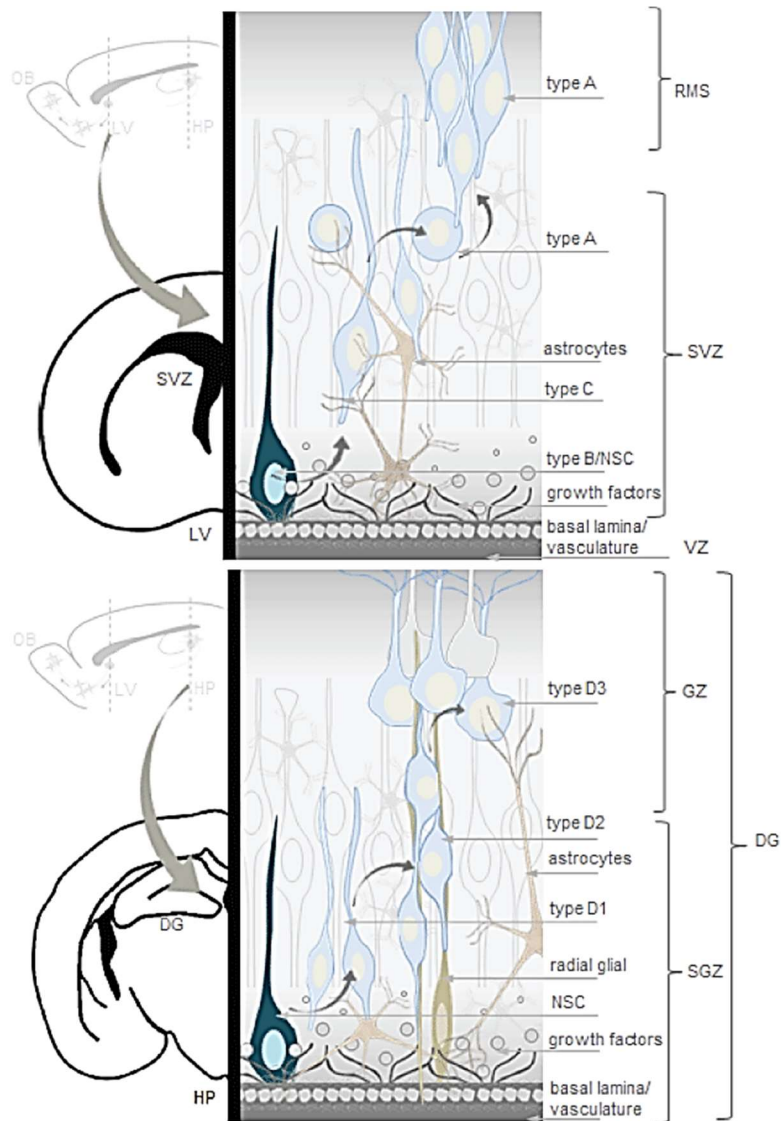 type A
RMS
OB
LV
HP
type A
astrocytes
SVZ
SVZ
type C
type B/NSC
growth factors
LV
basal lamina/
vasculature
VZ
OB
LV
HP
type D3
GZ
type D2
astrocytes
DG
type D1
DG
radial glial
SGZ
NSC
growth factors
HP
basal lamina/
vasculature